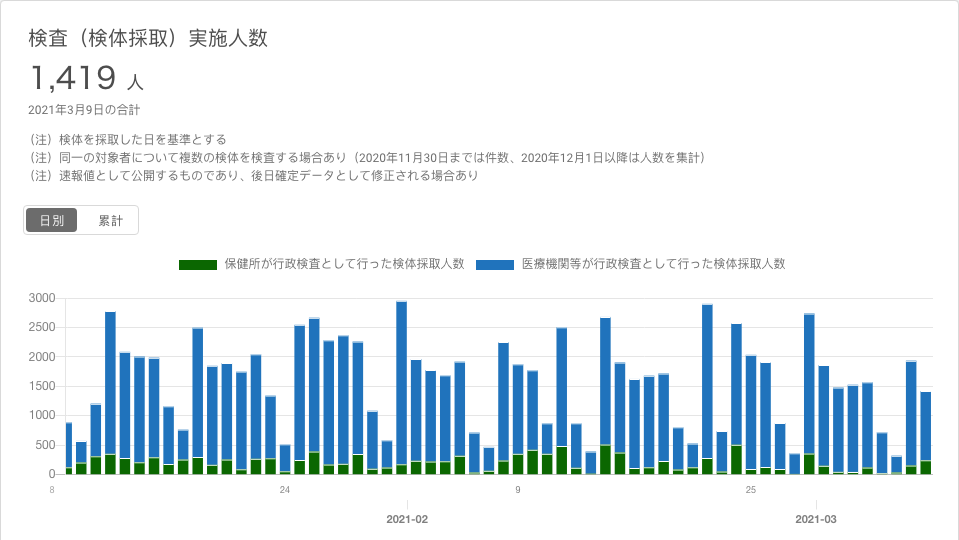 検査（検体採取）実施人数
1,419 人
2021年3月9日の合計
（注）検体を採取した日を基準とする
（注）同一の対象者について複数の検体を検査する場合あり（2020年11月30日までは件数、2020年12月1日以降は人数を集計）
（注）速報値として公開するものであり、後日確定データとして修正される場合あり
日別 累計
保健所が行政検査として行った検体採取人数 医療機関等が行政検査として行った検体採取人数
3000
2500
2000
1500
1000
500
0
8 24 9 25
2021-02 2021-03